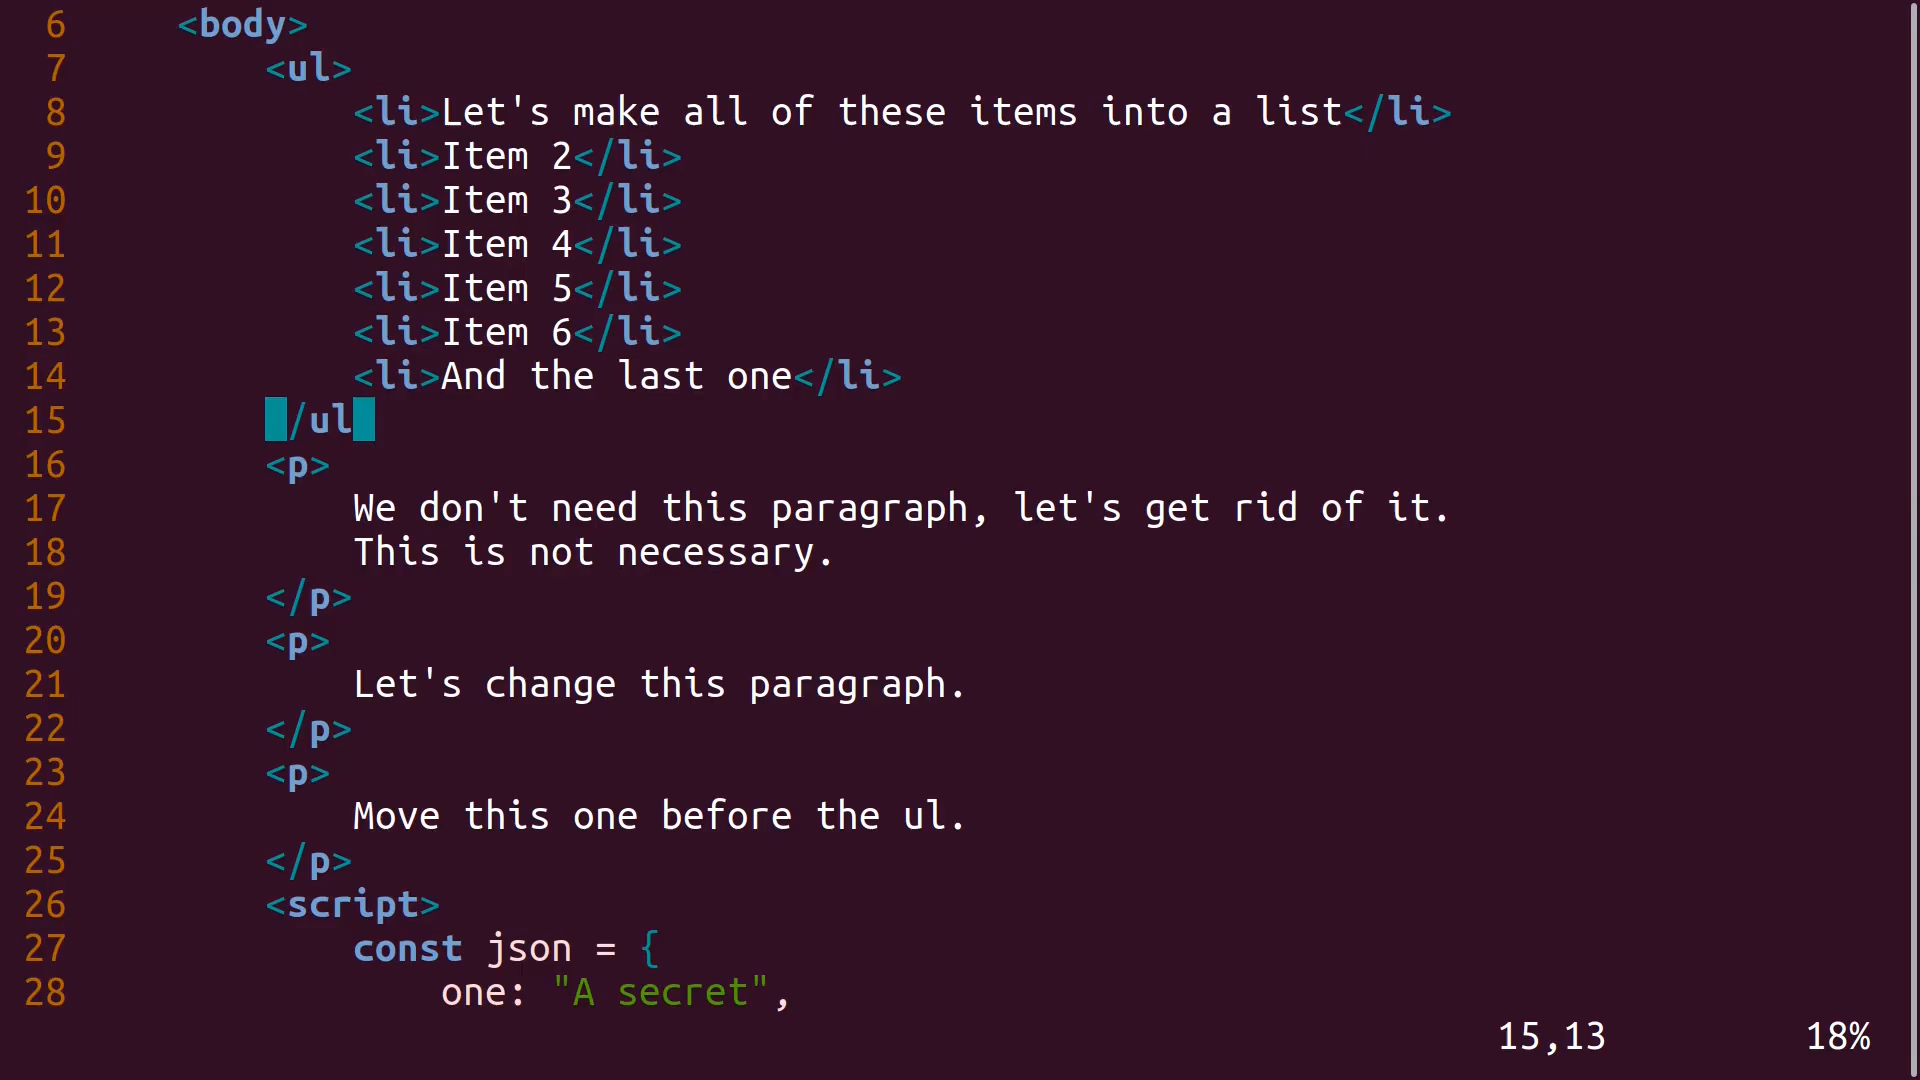 6 <body>
7 <ul>
8 <li>Let's make all of these items into a list</li>
9 <li>Item 2</li>
10 <li>Item 3</li>
11 <li>Item 4</li>
12 <li>Item 5</li>
13 <li>Item 6</li>
14 <li>And the last one</li>
15 /ul
16 <p>
17 We don't need this paragraph, let's get rid of it.
18 This is not necessary.
19 </p>
20 <p>
21 Let's change this paragraph.
22 </p>
23 <p>
24 Move this one before the ul.
25 </p>
26 <script>
27 const json = {
28 one: "A secret",
15,13 18%